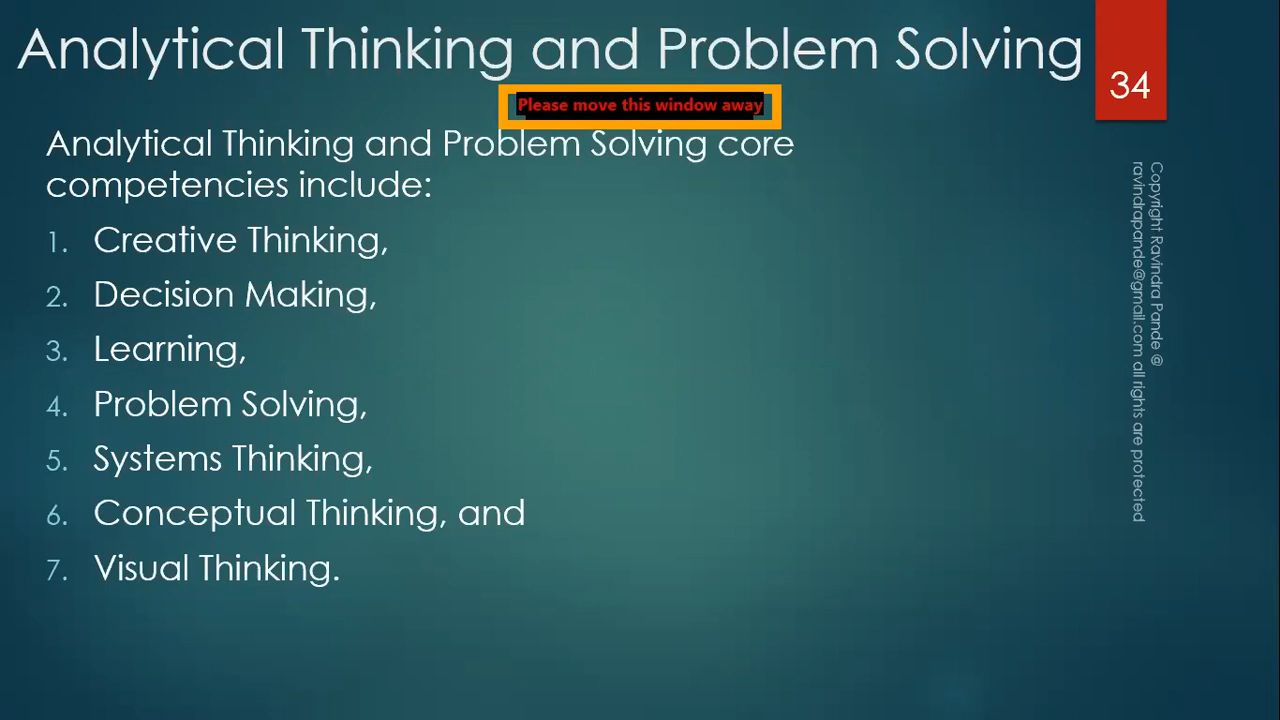 Analytical Thinking and Problem Solving
34
Please move this window away
Analytical Thinking and Problem Solving core
competencies include:
1. Creative Thinking,
2. Decision Making,
3. Learning,
4. Problem Solving,
5. Systems Thinking,
6. Conceptual Thinking, and
7. Visual Thinking.
Copyright Ravindra Pande @
ravindrapande@gmail.com all rights are protected